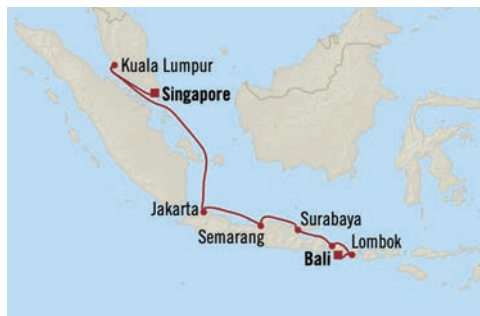 Kuala Lumpur
Singapore
Jakarta
Semarang
Surabaya
Lombok
Bali